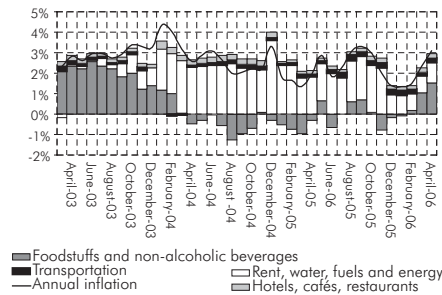 5%
4%
3%
2%
1%
0%
-1%
-2%
April-03
June-03
August-03
October-03
December-03
February-04
April-04
June-04
August -04
October-04
December-04
February-05
April-05
June-05
August-05
October-05
December-05
February-06
April-06
Foodstuffs and non-alcoholic beverages
Transportation
Rent, water, fuels and energy
Annual inflation
Hotels, cafés, restaurants